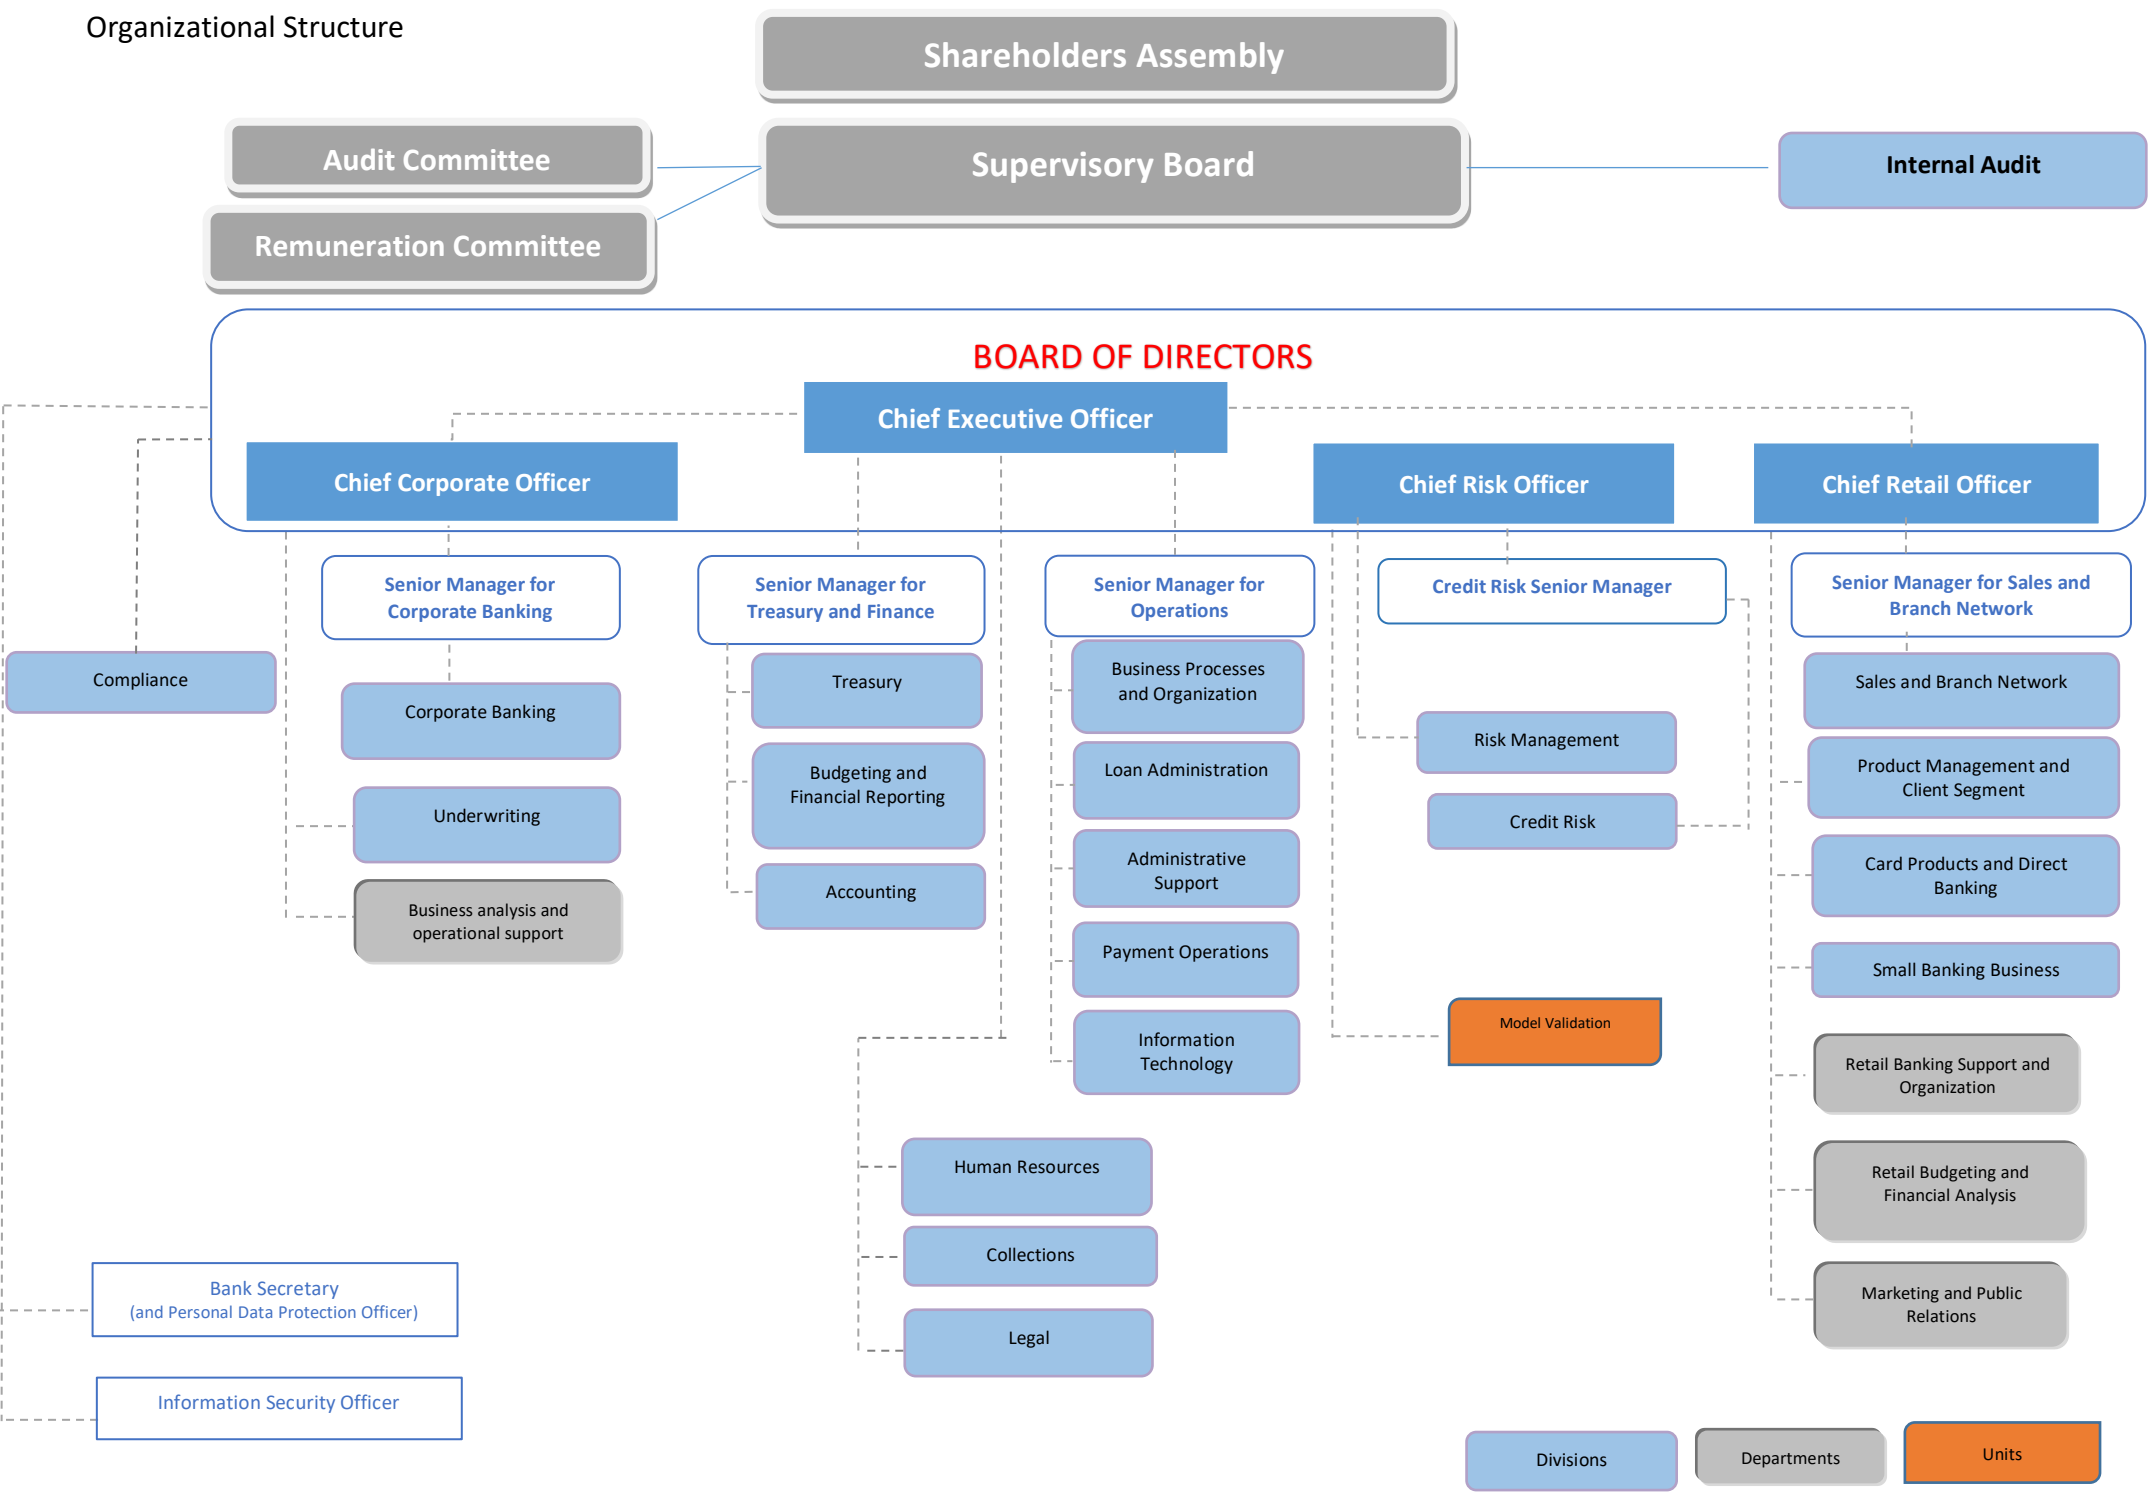 Organizational Structure
Shareholders Assembly
Audit Committee
Supervisory Board
Internal Audit
Remuneration Committee
BOARD OF DIRECTORS
Chief Executive Officer
Chief Corporate Officer
Chief Risk Officer
Chief Retail Officer
Senior Manager for
Corporate Banking
Senior Manager for
Treasury and Finance
Senior Manager for
Operations
Credit Risk Senior Manager
Senior Manager for Sales and
Branch Network
Compliance
Corporate Banking
Underwriting
Business analysis and
operational support
Treasury
Budgeting and
Financial Reporting
Accounting
Business Processes
and Organization
Loan Administration
Administrative
Support
Payment Operations
Information
Technology
Human Resources
Collections
Legal
Risk Management
Credit Risk
Model Validation
Sales and Branch Network
Product Management and
Client Segment
Card Products and Direct
Banking
Small Banking Business
Retail Banking Support and
Organization
Retail Budgeting and
Financial Analysis
Marketing and Public
Relations
Bank Secretary
(and Personal Data Protection Officer)
Information Security Officer
Divisions
Departments
Units